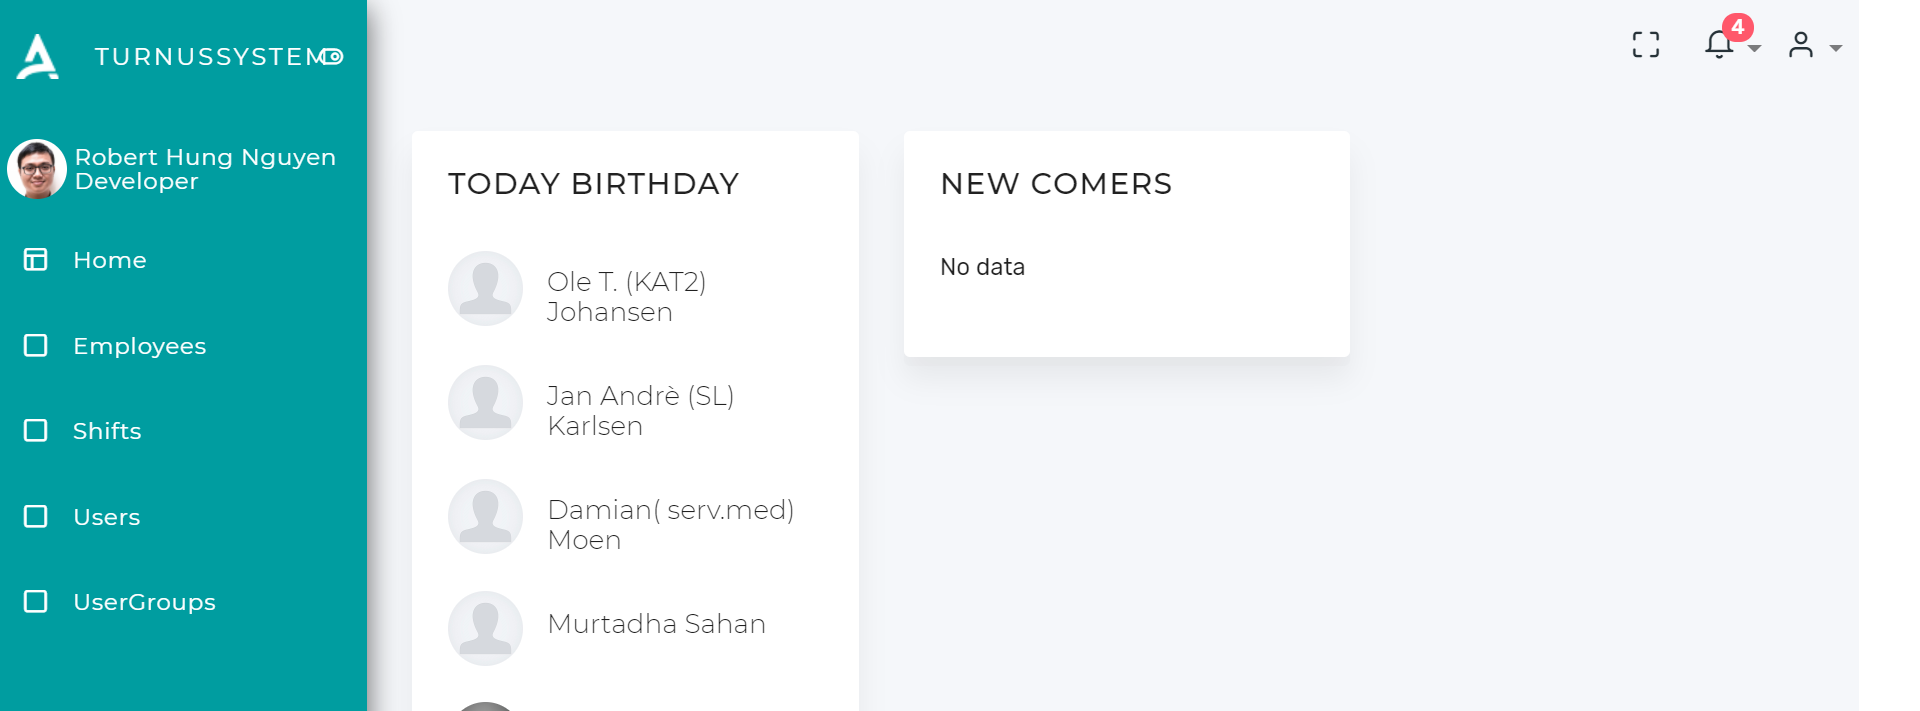 TURNUSSYSTEM
4
Robert Hung Nguyen
Developer
Home
Employees
Shifts
Users
UserGroups
TODAY BIRTHDAY
Ole T. (KAT2)
Johansen
Jan Andrè (SL)
Karlsen
Damian( serv.med)
Moen
Murtadha Sahan
NEW COMERS
No data